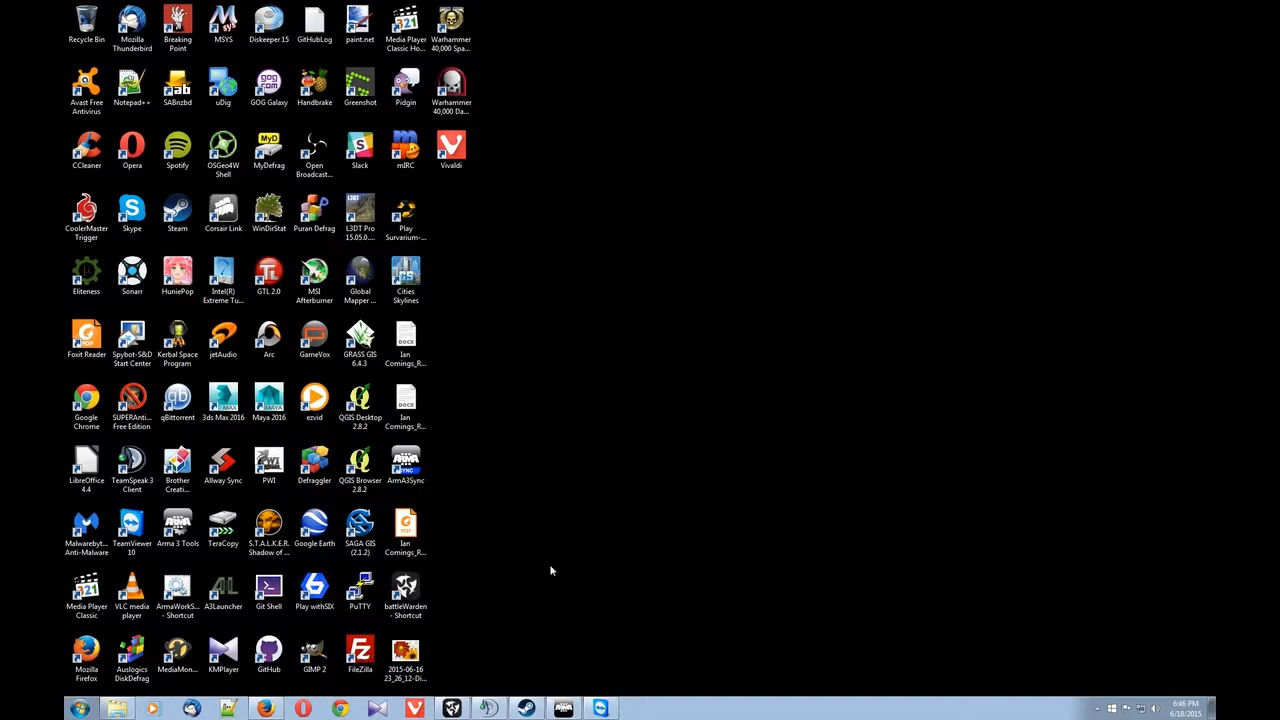 Recycle Bin
Mozilla
Thunderbird
Breaking
Point
MSYS
Diskeeper 15
GitHubLog
paint.net
Media Player
Classic Ho...
Warhammer
40,000 Spa...
Avast Free
Antivirus
Notepad++
SABnzbd
uDig
GOG Galaxy
Handbrake
Greenshot
Pidgin
Warhammer
40,000 Da...
CCleaner
Opera
Spotify
OSGeo4W
Shell
MyDefrag
Open
Broadcast...
Slack
mIRC
Vivaldi
CoolerMaster
Trigger
Skype
Steam
Corsair Link
WinDirStat
Puran Defrag
L3DT Pro
15.05.0....
Play
Survarium-...
Eliteness
Sonarr
HuniePop
Intel(R)
Extreme Tu...
GTL 2.0
MSI
Afterburner
Global
Mapper ...
Cities
Skylines
Foxit Reader
Spybot-S&D
Start Center
Kerbal Space
Program
jetAudio
Arc
GameVox
GRASS GIS
6.4.3
Ian
Comings_R...
Google
Chrome
SUPERAnti...
Free Edition
qBittorrent
3ds Max 2016
Maya 2016
ezvid
QGIS Desktop
2.8.2
Ian
Comings_R...
LibreOffice
4.4
TeamSpeak 3
Client
Brother
Creati...
Allway Sync
PWI
Defraggler
QGIS Browser
2.8.2
ArmA3Sync
Malwarebyt...
Anti-Malware
TeamViewer
10
Arma 3 Tools
TeraCopy
S.T.A.L.K.E.R.
Shadow of ...
Google Earth
SAGA GIS
(2.1.2)
Ian
Comings_R...
Media Player
Classic
VLC media
player
ArmaWorkS...
- Shortcut
A3Launcher
Git Shell
Play withSIX
PuTTY
battleWarden
- Shortcut
Mozilla
Firefox
Auslogics
DiskDefrag
MediaMon...
KMPlayer
GitHub
GIMP 2
FileZilla
2015-06-16
23_26_12-Di...
6:46 PM
6/18/2015